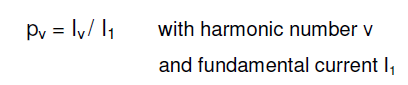 pᵥ = Iᵥ/ I₁ with harmonic number v
and fundamental current I₁